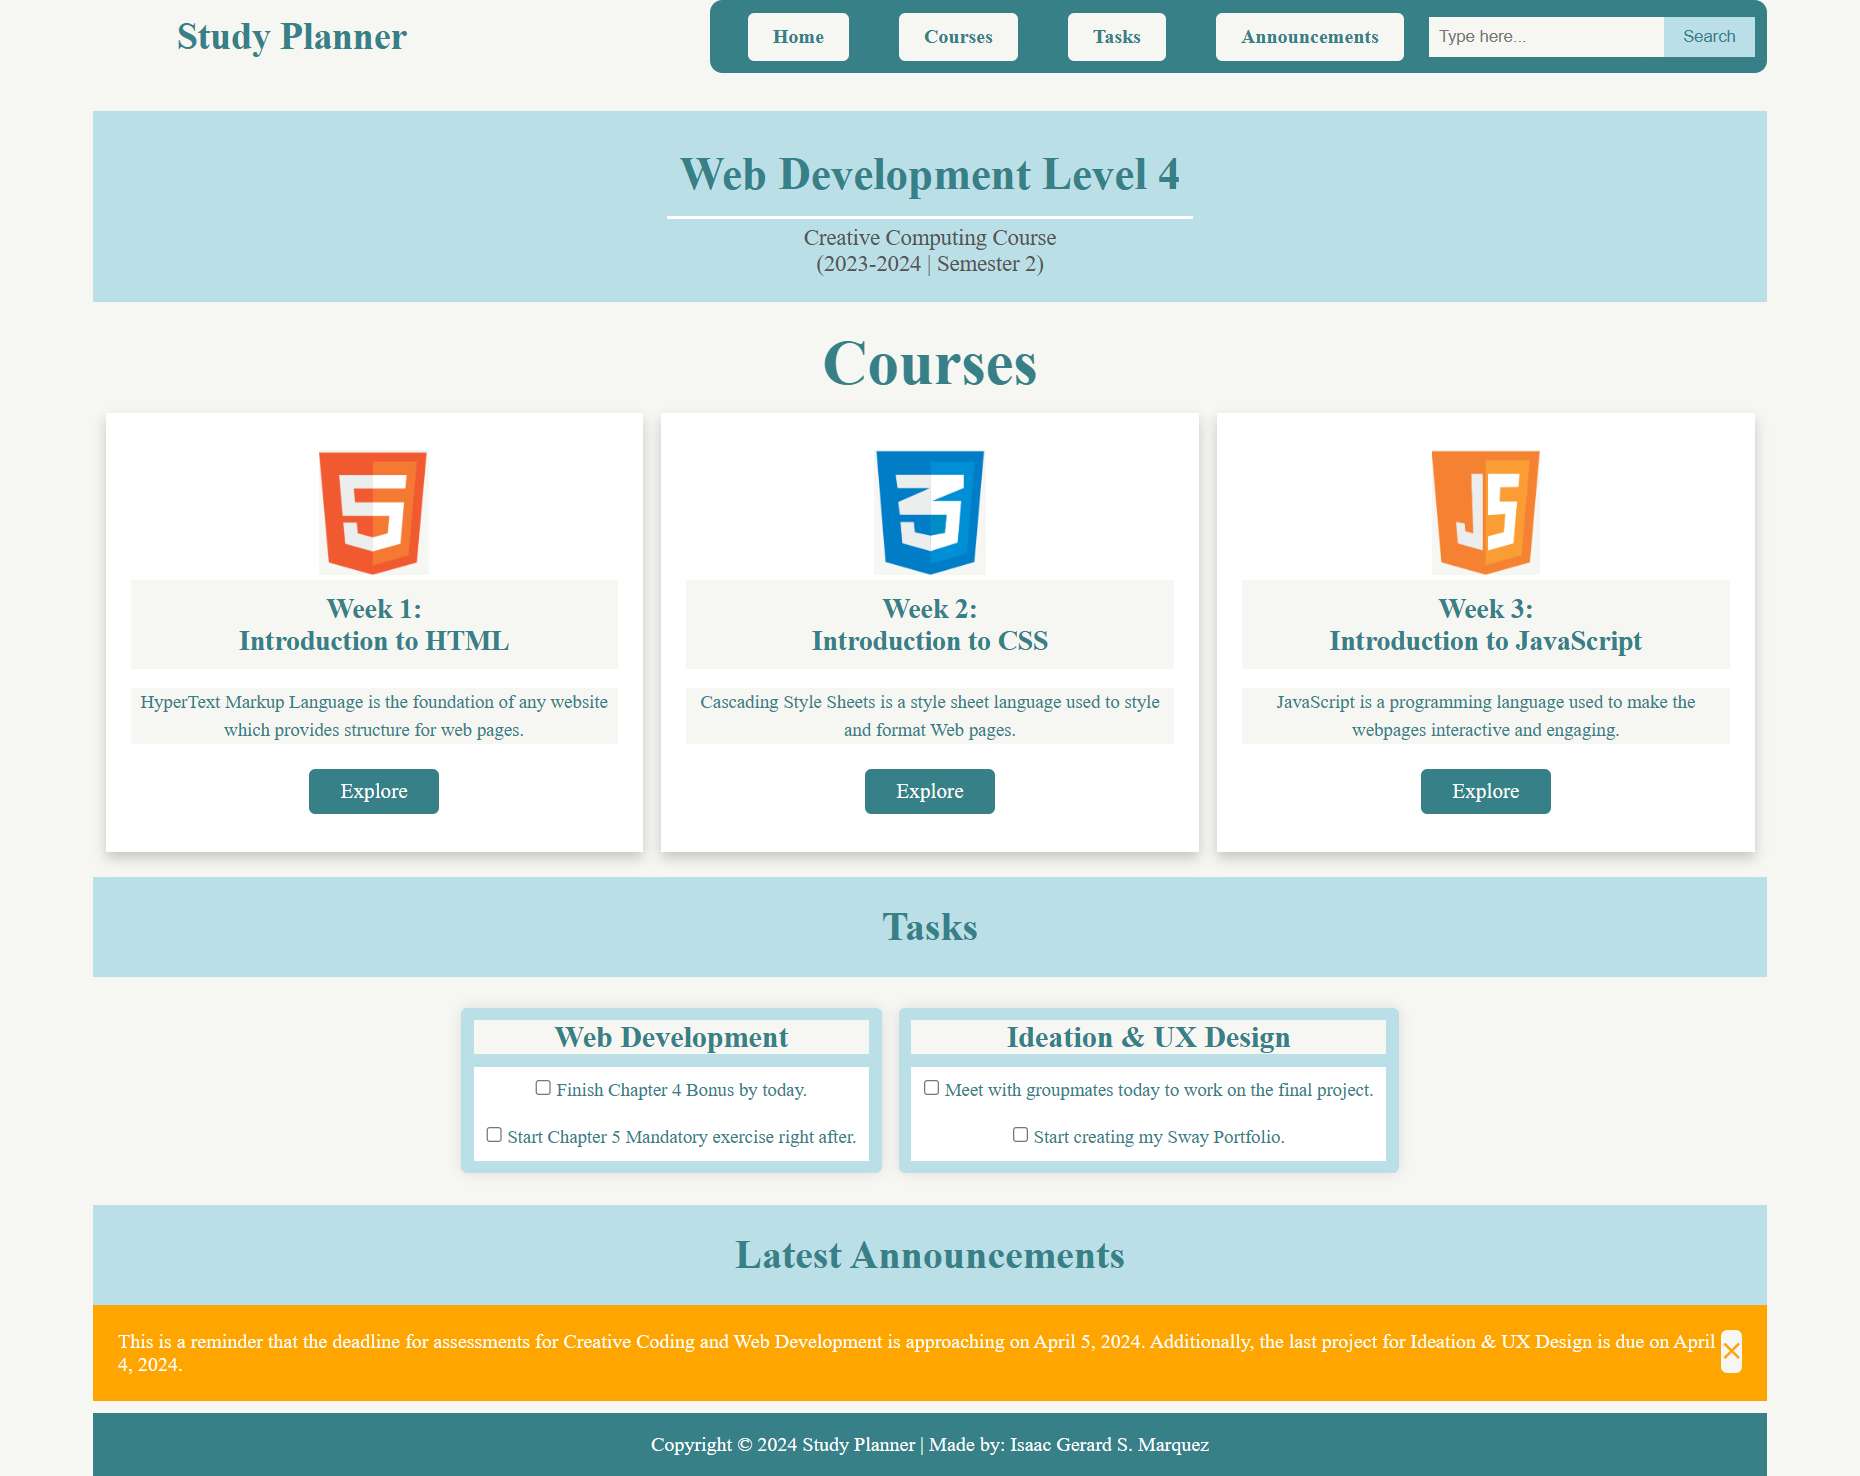 Study Planner
Home
Courses
Tasks
Announcements
Type here...
Search
Web Development Level 4
Creative Computing Course
(2023-2024 | Semester 2)
Courses
5
3
JS
Week 1:
Introduction to HTML
Week 2:
Introduction to CSS
Week 3:
Introduction to JavaScript
HyperText Markup Language is the foundation of any website
which provides structure for web pages.
Cascading Style Sheets is a style sheet language used to style
and format Web pages.
JavaScript is a programming language used to make the
webpages interactive and engaging.
Explore
Explore
Explore
Tasks
Web Development
Finish Chapter 4 Bonus by today.
Start Chapter 5 Mandatory exercise right after.
Ideation & UX Design
Meet with groupmates today to work on the final project.
Start creating my Sway Portfolio.
Latest Announcements
This is a reminder that the deadline for assessments for Creative Coding and Web Development is approaching on April 5, 2024. Additionally, the last project for Ideation & UX Design is due on April
4, 2024.
×
Copyright © 2024 Study Planner | Made by: Isaac Gerard S. Marquez